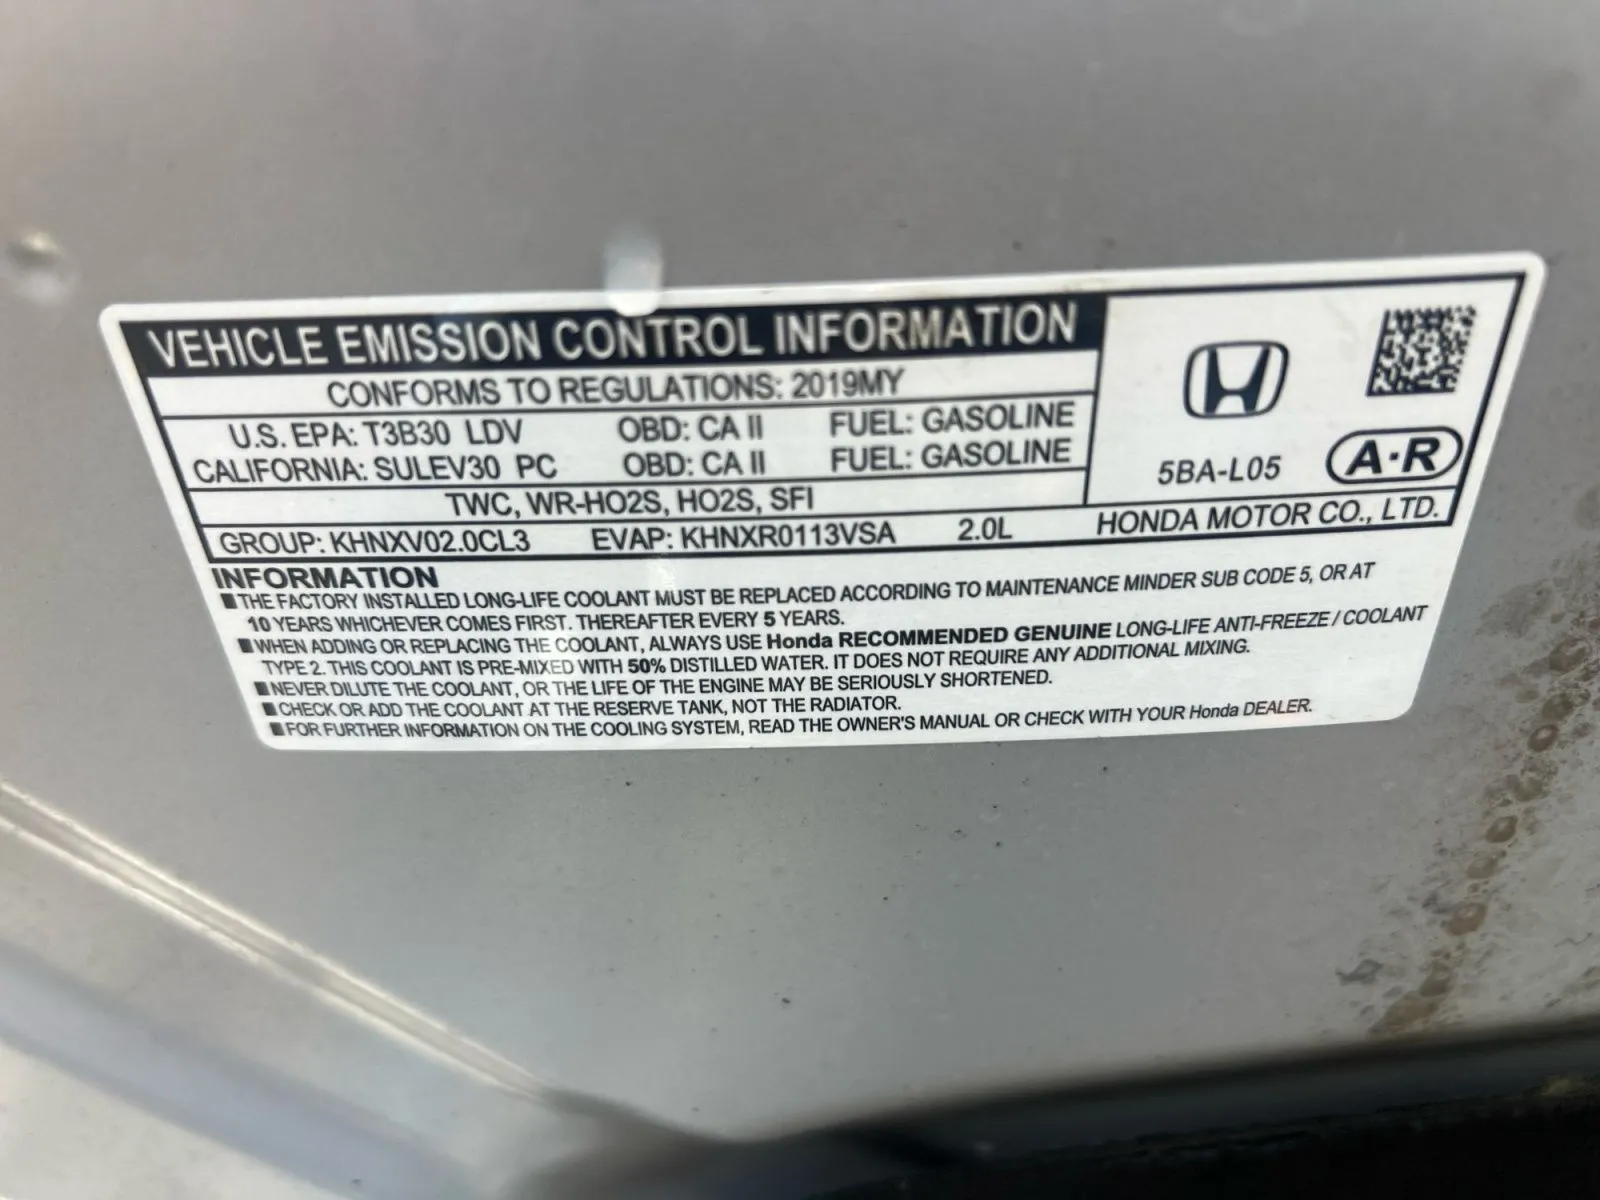 VEHICLE EMISSION CONTROL INFORMATION
CONFORMS TO REGULATIONS: 2019MY
U.S. EPA: T3B30 LDV OBD: CA II FUEL: GASOLINE
CALIFORNIA: SULEV30 PC OBD: CA II FUEL: GASOLINE
TWC, WR-HO2S, HO2S, SFI
GROUP: KHNXV02.0CL3 EVAP: KHNXR0113VSA 2.0L
5BA-L05 A·R
HONDA MOTOR CO., LTD.
INFORMATION
■THE FACTORY INSTALLED LONG-LIFE COOLANT MUST BE REPLACED ACCORDING TO MAINTENANCE MINDER SUB CODE 5, OR AT
10 YEARS WHICHEVER COMES FIRST. THEREAFTER EVERY 5 YEARS.
■WHEN ADDING OR REPLACING THE COOLANT, ALWAYS USE Honda RECOMMENDED GENUINE LONG-LIFE ANTI-FREEZE / COOLANT
TYPE 2. THIS COOLANT IS PRE-MIXED WITH 50% DISTILLED WATER. IT DOES NOT REQUIRE ANY ADDITIONAL MIXING.
■NEVER DILUTE THE COOLANT, OR THE LIFE OF THE ENGINE MAY BE SERIOUSLY SHORTENED.
■CHECK OR ADD THE COOLANT AT THE RESERVE TANK, NOT THE RADIATOR.
■FOR FURTHER INFORMATION ON THE COOLING SYSTEM, READ THE OWNER'S MANUAL OR CHECK WITH YOUR Honda DEALER.